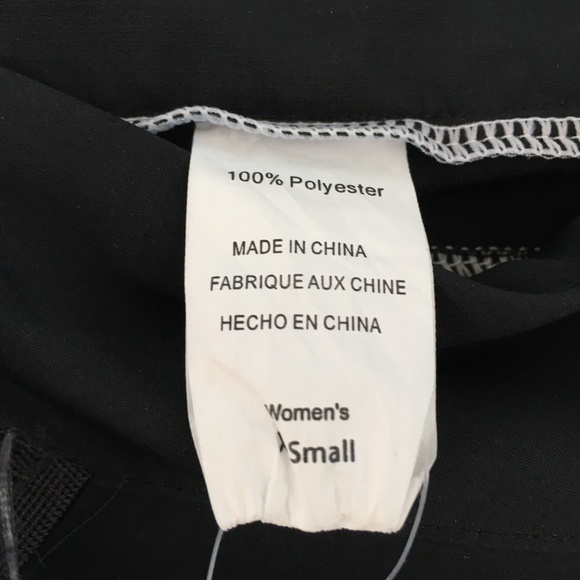 100% Polyester
MADE IN CHINA
FABRIQUE AUX CHINE
HECHO EN CHINA
Women's
Small